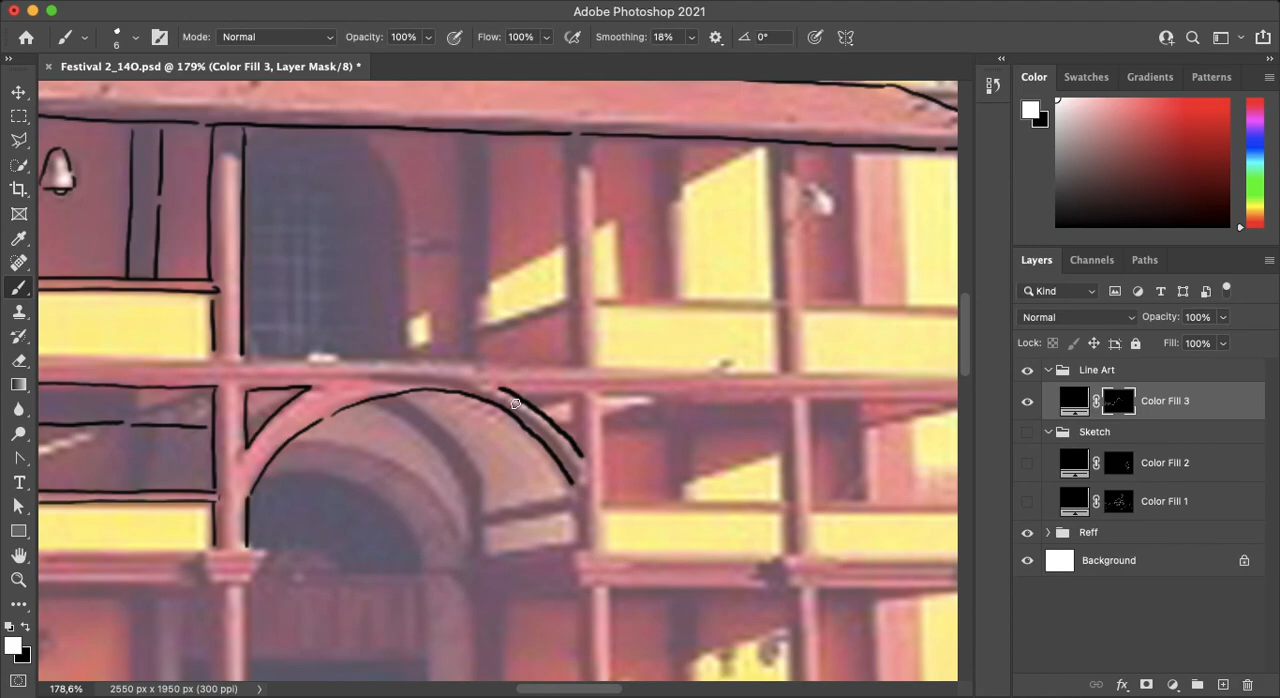 Adobe Photoshop 2021
6
Mode: Normal
Opacity: 100%
Flow: 100%
Smoothing: 18%
0°
Festival 2_14O.psd @ 179% (Color Fill 3, Layer Mask/8) *
Color
Swatches
Gradients
Patterns
Layers
Channels
Paths
Kind
Normal
Opacity: 100%
Lock:
Fill: 100%
Line Art
Color Fill 3
Sketch
Color Fill 2
Color Fill 1
Reff
Background
fx
178,6%
2550 px x 1950 px (300 ppi)